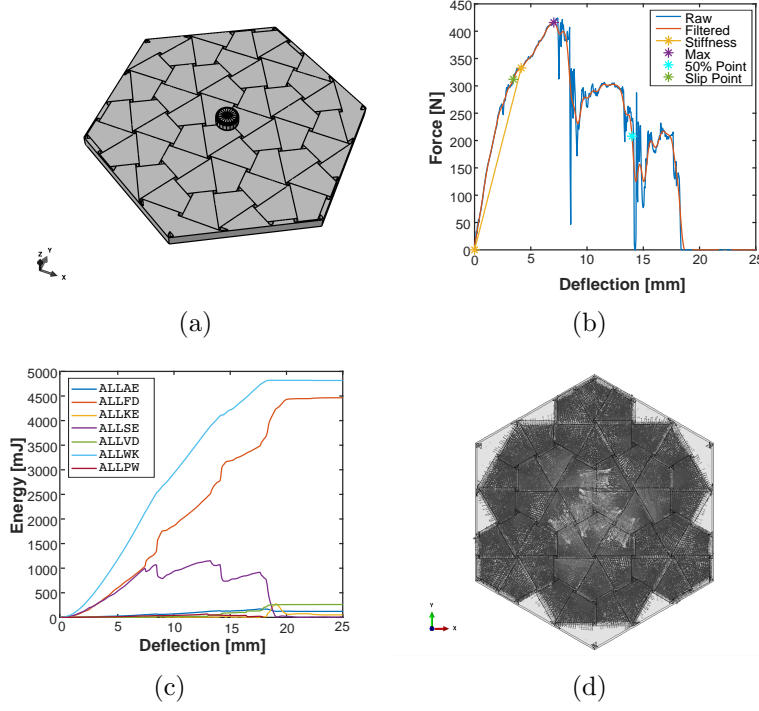 Z
Y
X
(a)
450
400
350
300
250
200
150
100
50
0
Force [N]
0
5
10
15
20
25
Deflection [mm]
Raw
Filtered
Stiffness
Max
50% Point
Slip Point
(b)
5000
4500
4000
3500
3000
2500
2000
1500
1000
500
0
Energy [mJ]
0
5
10
15
20
25
Deflection [mm]
ALLAE
ALLFD
ALLKE
ALLSE
ALLVD
ALLWK
ALLPW
(c)
Y
X
(d)